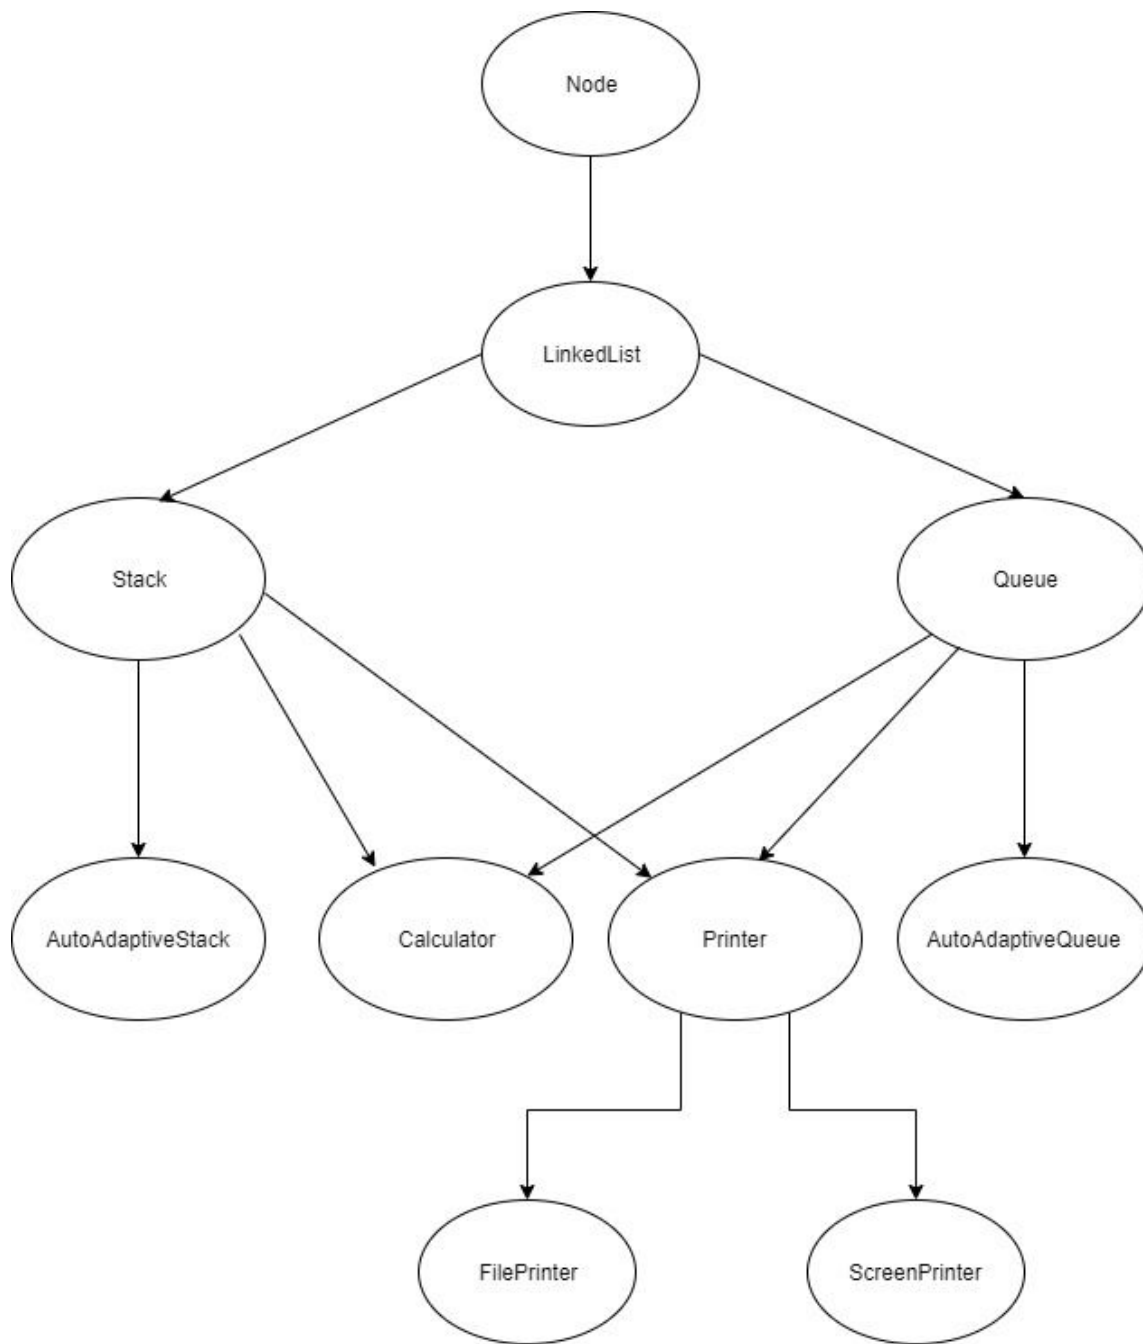 Node
LinkedList
Stack
Queue
AutoAdaptiveStack
Calculator
Printer
AutoAdaptiveQueue
FilePrinter
ScreenPrinter